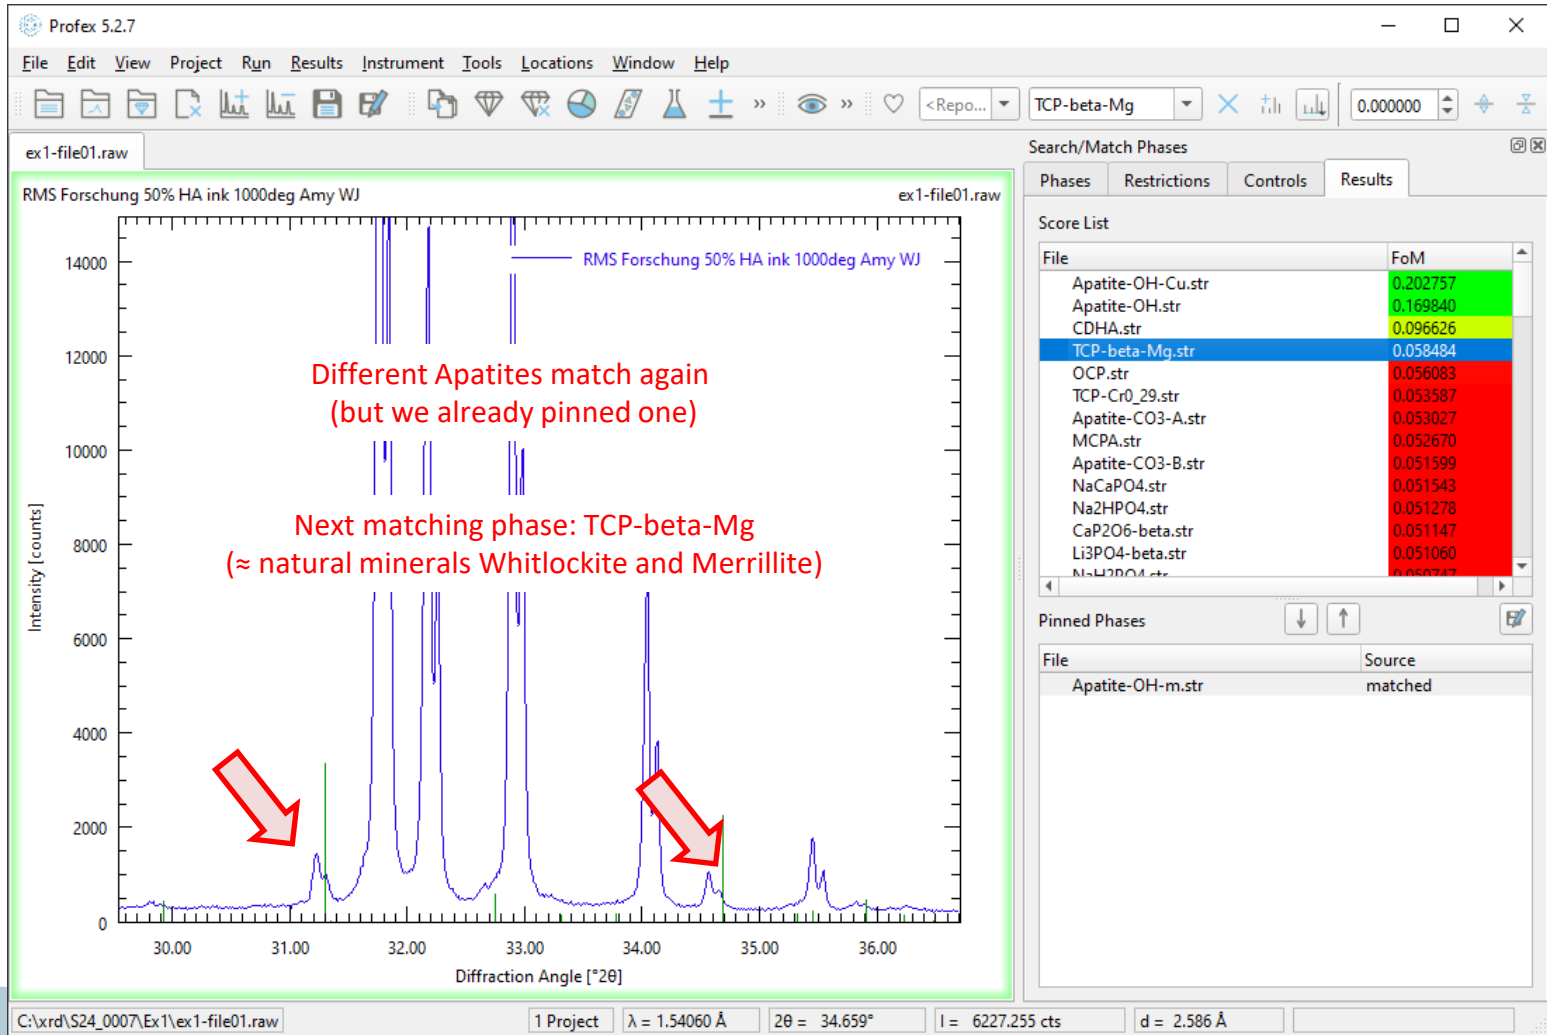 Profex 5.2.7
File Edit View Project Run Results Instrument Tools Locations Window Help
» » <Repo... TCP-beta-Mg 0.000000
ex1-file01.raw
RMS Forschung 50% HA ink 1000deg Amy WJ ex1-file01.raw
RMS Forschung 50% HA ink 1000deg Amy WJ
14000
12000
10000
8000
6000
4000
2000
0
Intensity [counts]
Different Apatites match again
(but we already pinned one)
Next matching phase: TCP-beta-Mg
(≈ natural minerals Whitlockite and Merrillite)
30.00 31.00 32.00 33.00 34.00 35.00 36.00
Diffraction Angle [°2θ]
Search/Match Phases
Phases Restrictions Controls Results
Score List
File FoM
Apatite-OH-Cu.str 0.202757
Apatite-OH.str 0.169840
CDHA.str 0.096626
TCP-beta-Mg.str 0.058484
OCP.str 0.056083
TCP-Cr0_29.str 0.053587
Apatite-CO3-A.str 0.053027
MCPA.str 0.052670
Apatite-CO3-B.str 0.051599
NaCaPO4.str 0.051543
Na2HPO4.str 0.051278
CaP2O6-beta.str 0.051147
Li3PO4-beta.str 0.051060
NaH2PO4.str 0.050747
Pinned Phases
File Source
Apatite-OH-m.str matched
C:\xrd\S24_0007\Ex1\ex1-file01.raw 1 Project λ = 1.54060 Å 2θ = 34.659° I = 6227.255 cts d = 2.586 Å